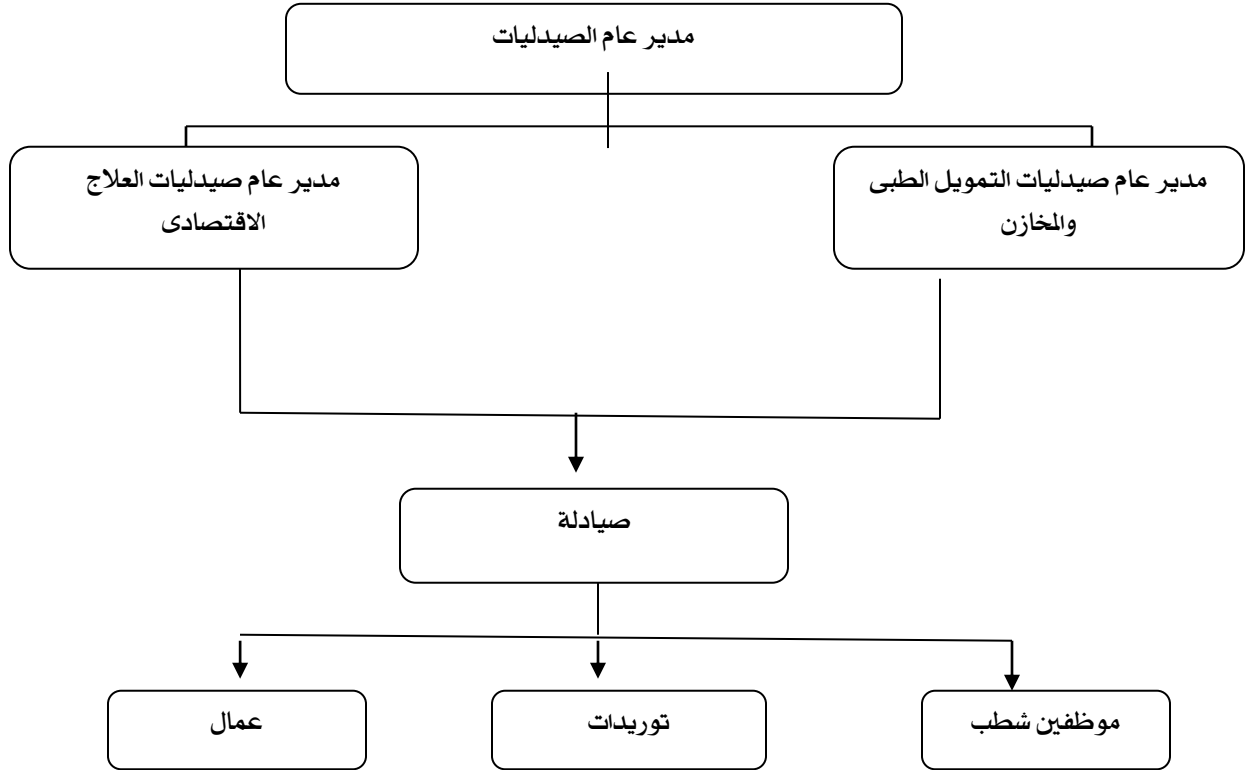 مدير عام الصيدليات
مدير عام صيدليات التمويل الطبى
والمخازن
مدير عام صيدليات العلاج
الاقتصادى
صيادلة
موظفين شطب
توريدات
عمال